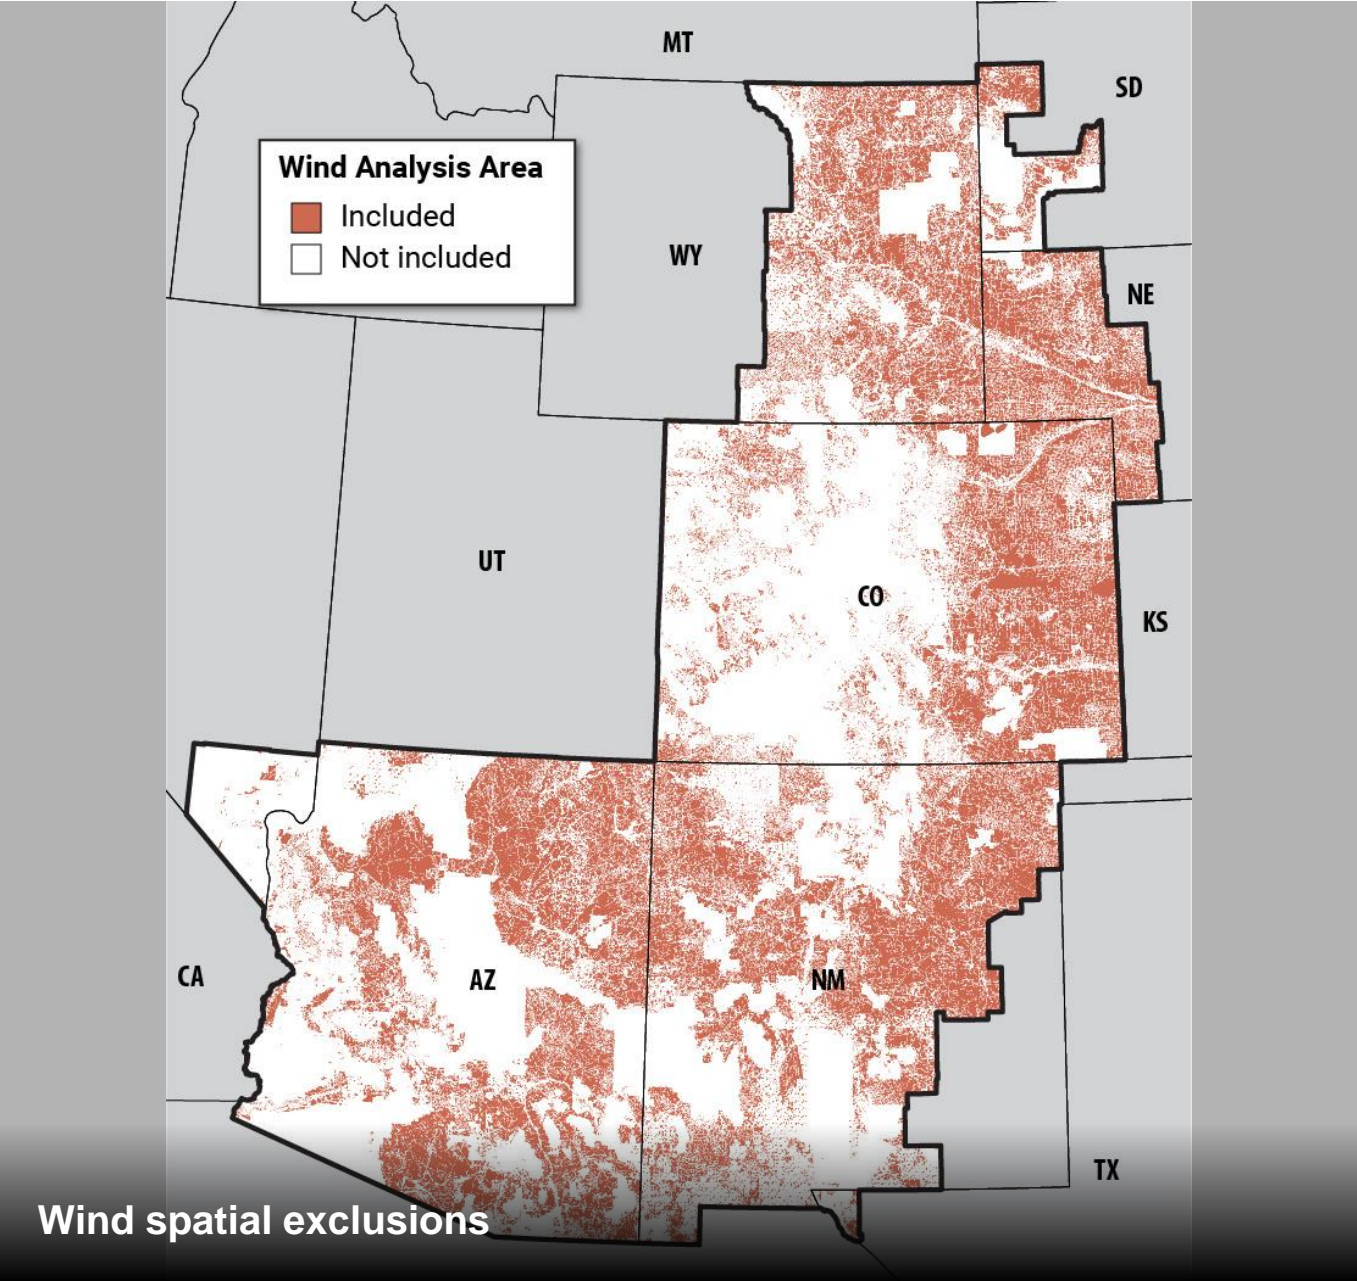 MT
SD
Wind Analysis Area
Included
Not included
WY
NE
UT
CO
KS
CA
AZ
NM
TX
Wind spatial exclusions